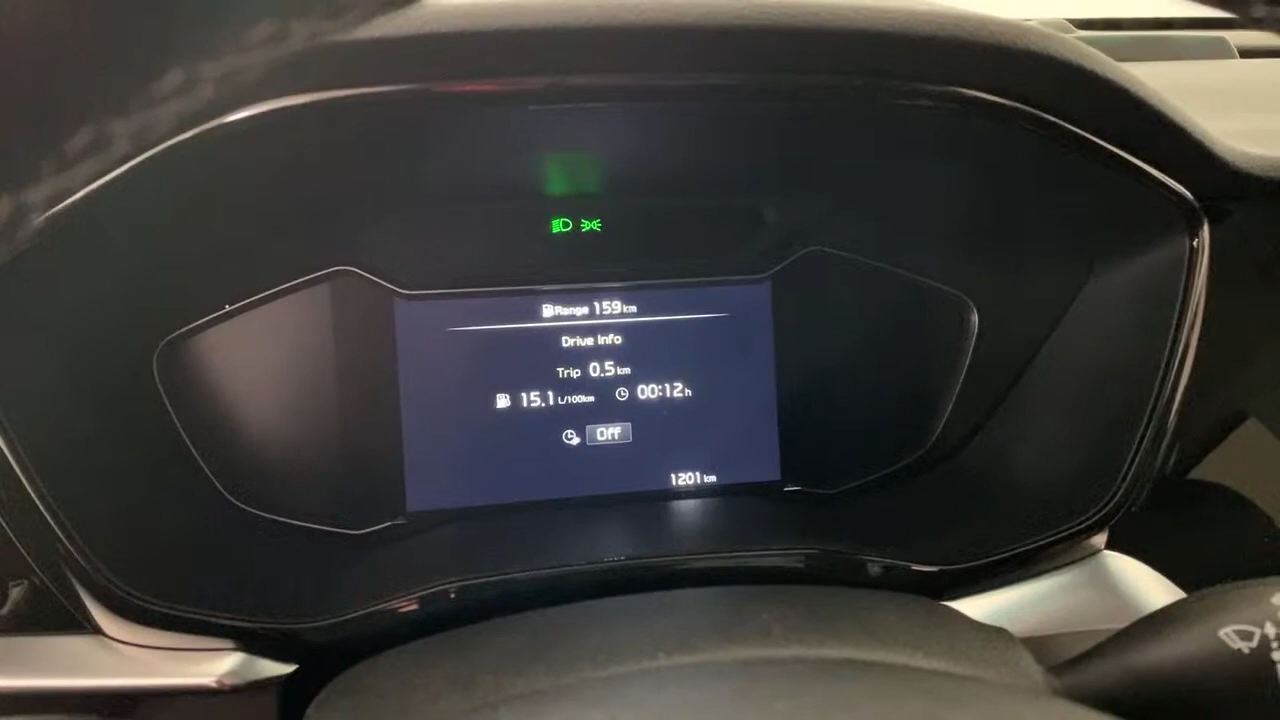 Range 159 km
Drive Info
Trip 0.5 km
15.1 L/100km 00:12 h
Off
1201 km